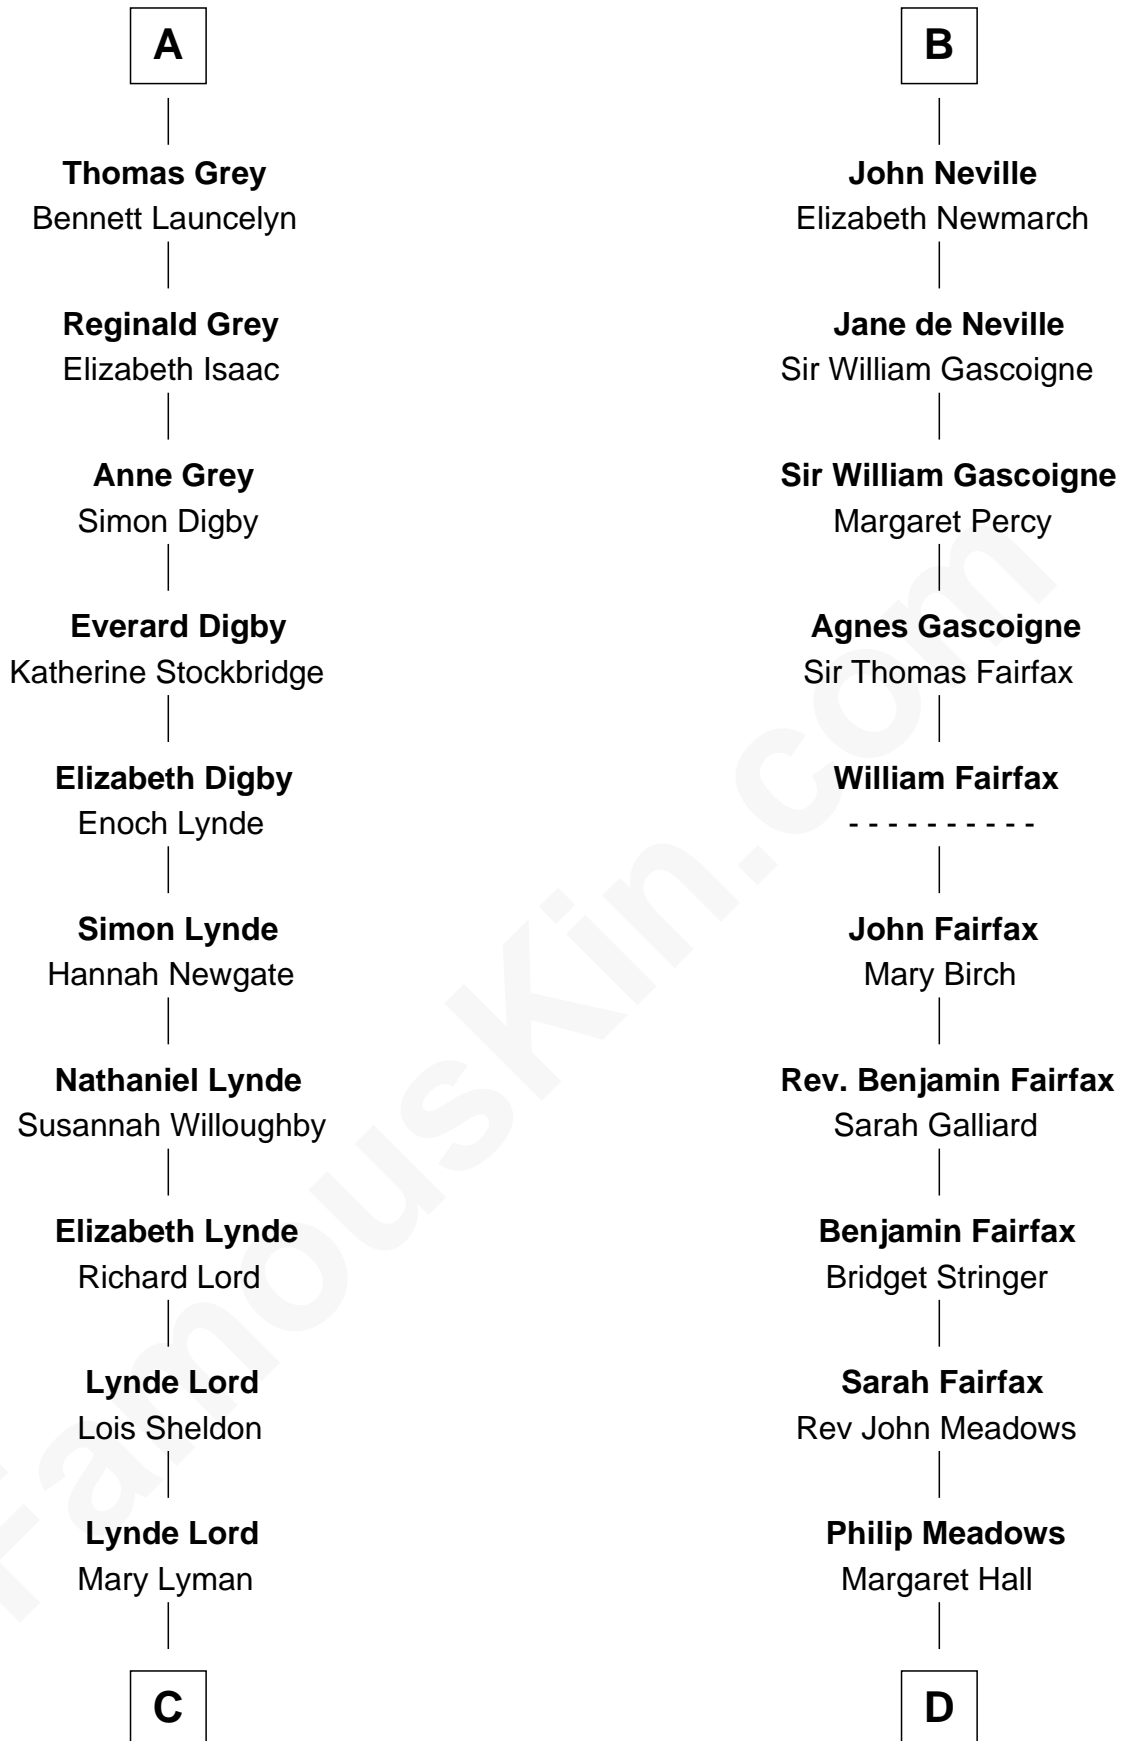 A
Thomas Grey
Bennett Launcelyn
Reginald Grey
Elizabeth Isaac
Anne Grey
Simon Digby
Everard Digby
Katherine Stockbridge
Elizabeth Digby
Enoch Lynde
Simon Lynde
Hannah Newgate
Nathaniel Lynde
Susannah Willoughby
Elizabeth Lynde
Richard Lord
Lynde Lord
Lois Sheldon
Lynde Lord
Mary Lyman
C
B
John Neville
Elizabeth Newmarch
Jane de Neville
Sir William Gascoigne
Sir William Gascoigne
Margaret Percy
Agnes Gascoigne
Sir Thomas Fairfax
William Fairfax
- - - - - - - - - -
John Fairfax
Mary Birch
Rev. Benjamin Fairfax
Sarah Galliard
Benjamin Fairfax
Bridget Stringer
Sarah Fairfax
Rev John Meadows
Philip Meadows
Margaret Hall
D
FamousKin.com